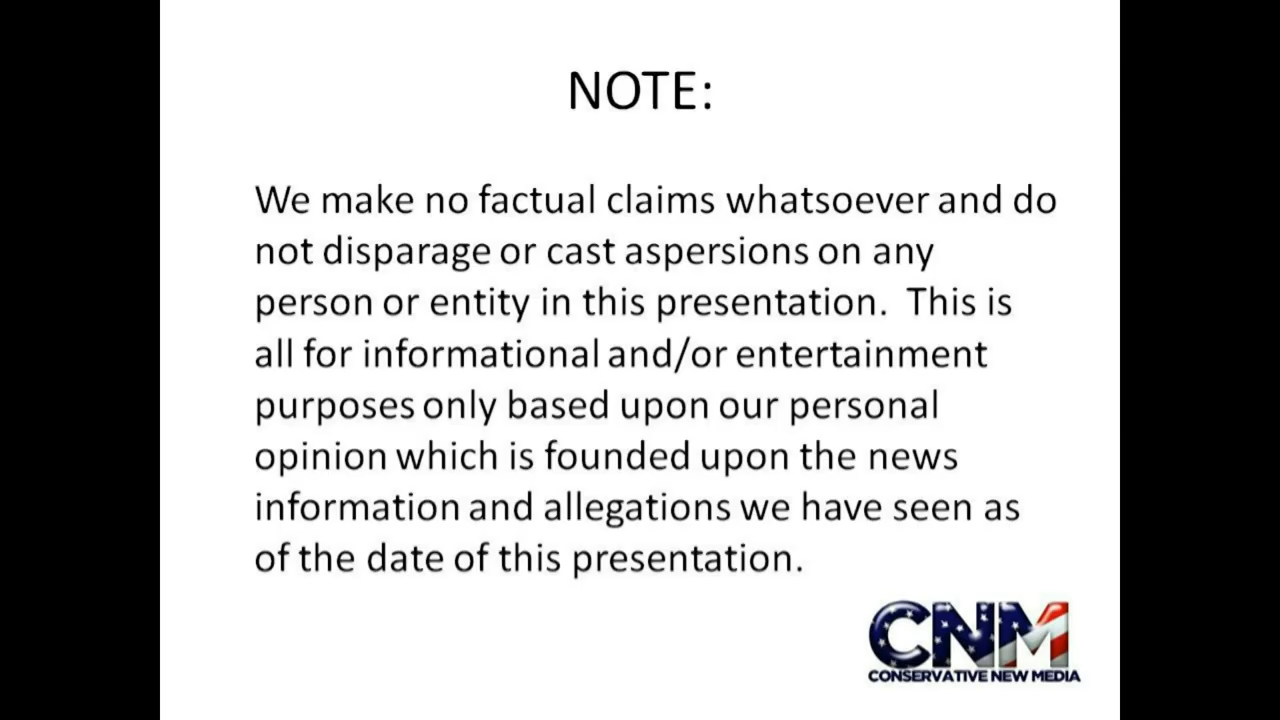 NOTE:
We make no factual claims whatsoever and do
not disparage or cast aspersions on any
person or entity in this presentation.  This is
all for informational and/or entertainment
purposes only based upon our personal
opinion which is founded upon the news
information and allegations we have seen as
of the date of this presentation.
CNM
CONSERVATIVE NEW MEDIA